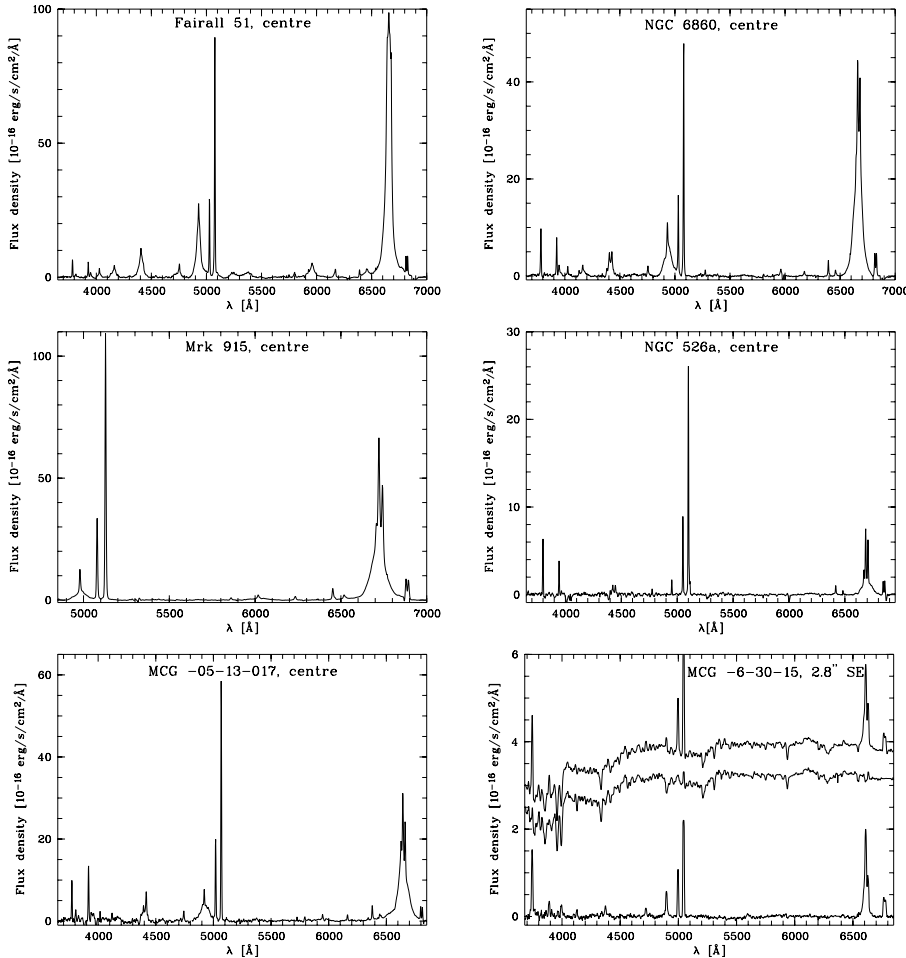 Fairall 51, centre
Flux density [10⁻¹⁶ erg/s/cm²/Å]
100
50
0
4000 4500 5000 5500 6000 6500 7000
λ [Å]
NGC 6860, centre
Flux density [10⁻¹⁶ erg/s/cm²/Å]
40
20
0
4000 4500 5000 5500 6000 6500 7000
λ [Å]
Mrk 915, centre
Flux density [10⁻¹⁶ erg/s/cm²/Å]
100
50
0
5000 5500 6000 6500 7000
λ [Å]
NGC 526a, centre
Flux density [10⁻¹⁶ erg/s/cm²/Å]
30
20
10
0
4000 4500 5000 5500 6000 6500
λ[Å]
MCG -05-13-017, centre
Flux density [10⁻¹⁶ erg/s/cm²/Å]
60
40
20
0
4000 4500 5000 5500 6000 6500
λ [Å]
MCG -6-30-15, 2.8" SE
Flux density [10⁻¹⁶ erg/s/cm²/Å]
6
4
2
0
4000 4500 5000 5500 6000 6500
λ [Å]